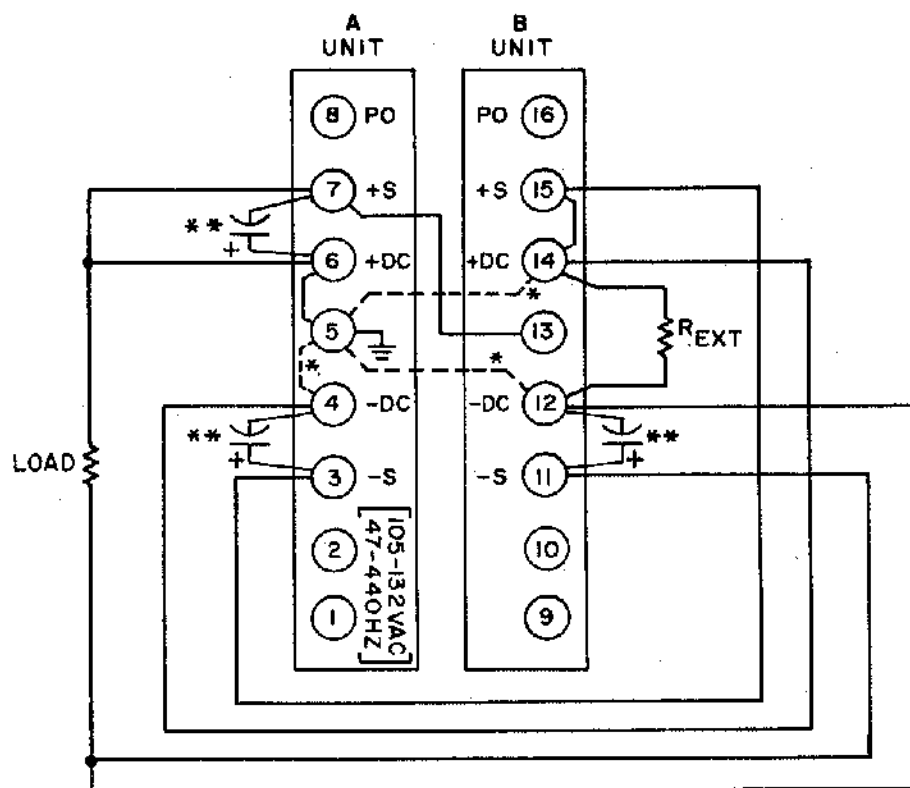 A UNIT
B UNIT
8 PO
PO 16
7 +S
+S 15
**
+
6 +DC
+DC 14
*
5
13
REXT
*
*
4 -DC
-DC 12
**
+
**
+
LOAD
3 -S
-S 11
2
10
1
9
[105-132VAC
47-440HZ]